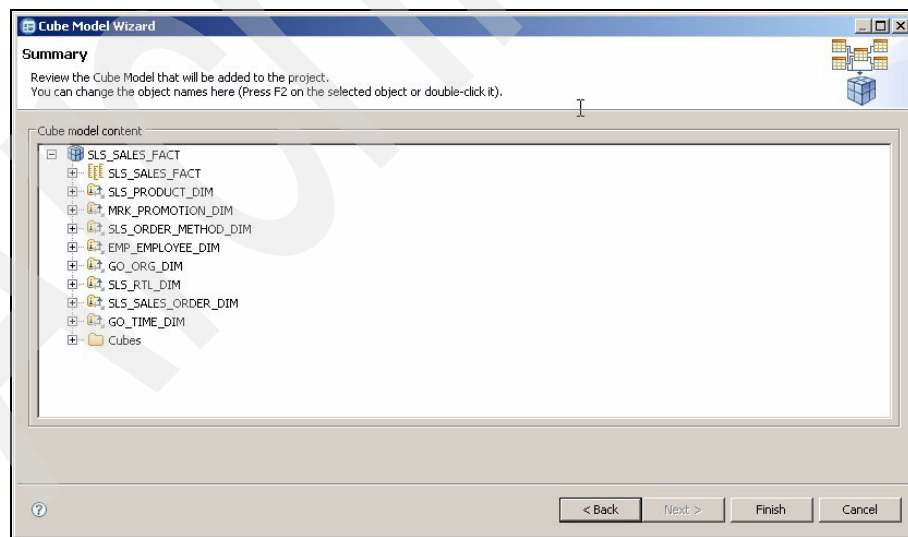 Cube Model Wizard
Summary
Review the Cube Model that will be added to the project.
You can change the object names here (Press F2 on the selected object or double-click it).
Cube model content
SLS_SALES_FACT
SLS_SALES_FACT
SLS_PRODUCT_DIM
MRK_PROMOTION_DIM
SLS_ORDER_METHOD_DIM
EMP_EMPLOYEE_DIM
GO_ORG_DIM
SLS_RTL_DIM
SLS_SALES_ORDER_DIM
GO_TIME_DIM
Cubes
< Back Next > Finish Cancel